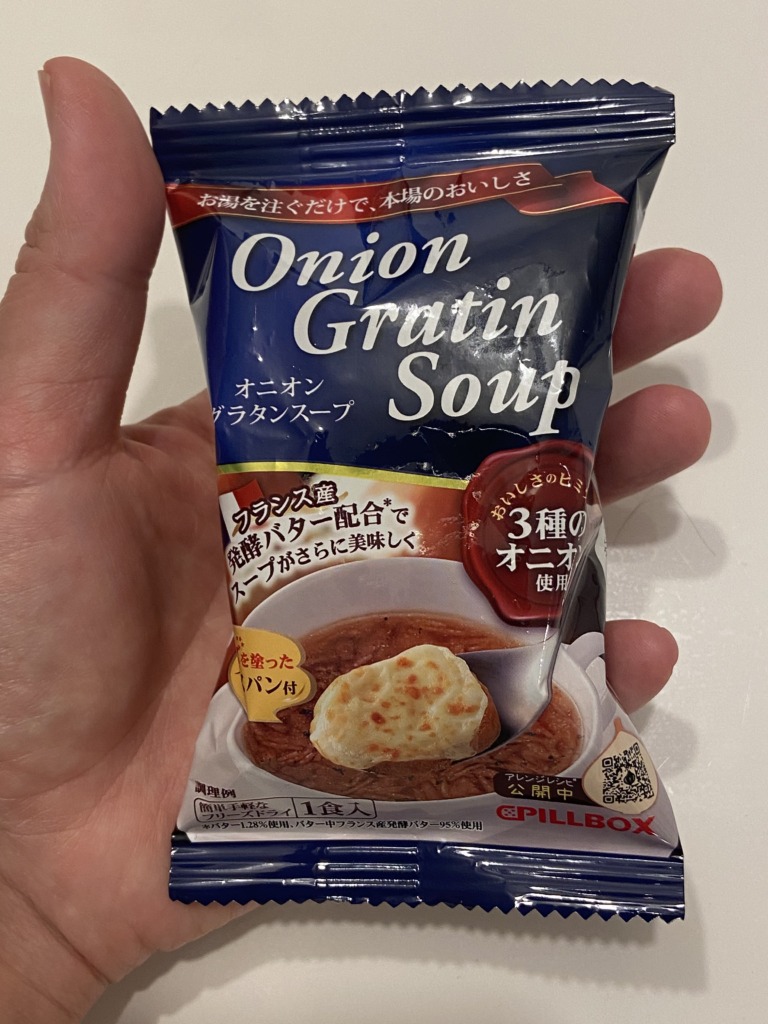 お湯を注ぐだけで、本場のおいしさ
Onion
Gratin
Soup
オニオン
グラタンスープ
フランス産
発酵バター配合*で
スープがさらに美味しく
おいしさのヒミ
3種の
オニオ
使用
を塗った
パン付
調理例
簡単手軽な
フリーズドライ
1食入
*バター1.28%使用、バター中フランス産発酵バター95%使用
アレンジレシピ
公開中
PILLBOX